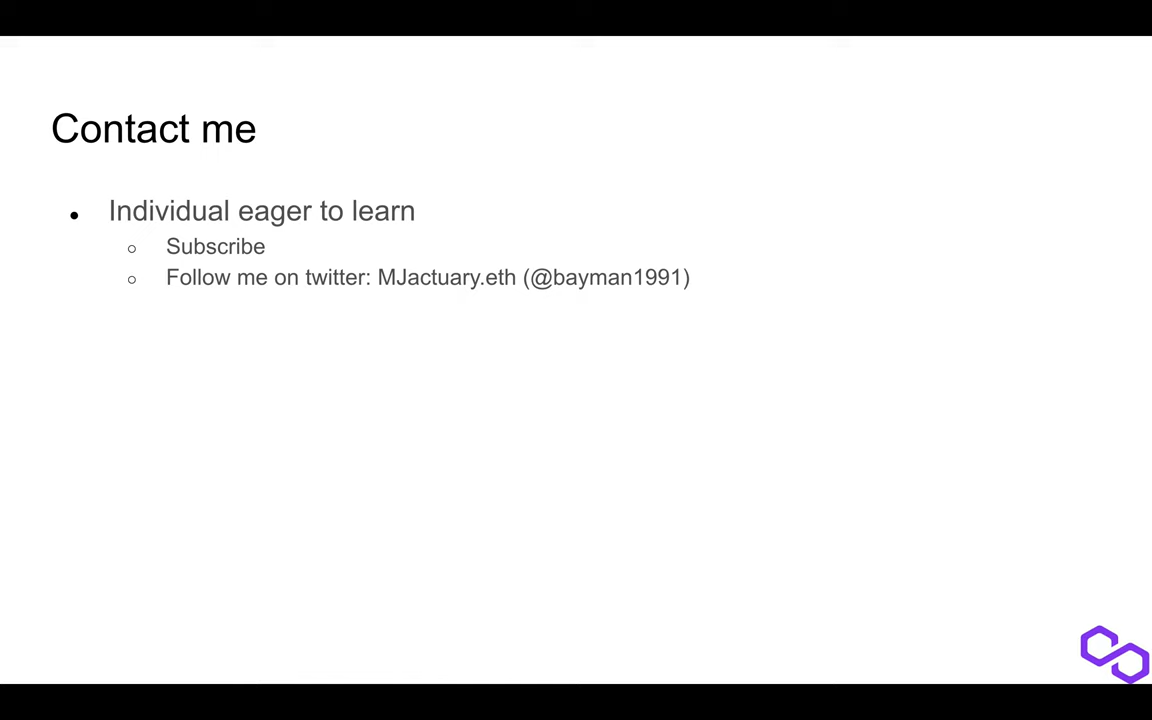 Contact me
● Individual eager to learn
○ Subscribe
○ Follow me on twitter: MJactuary.eth (@bayman1991)